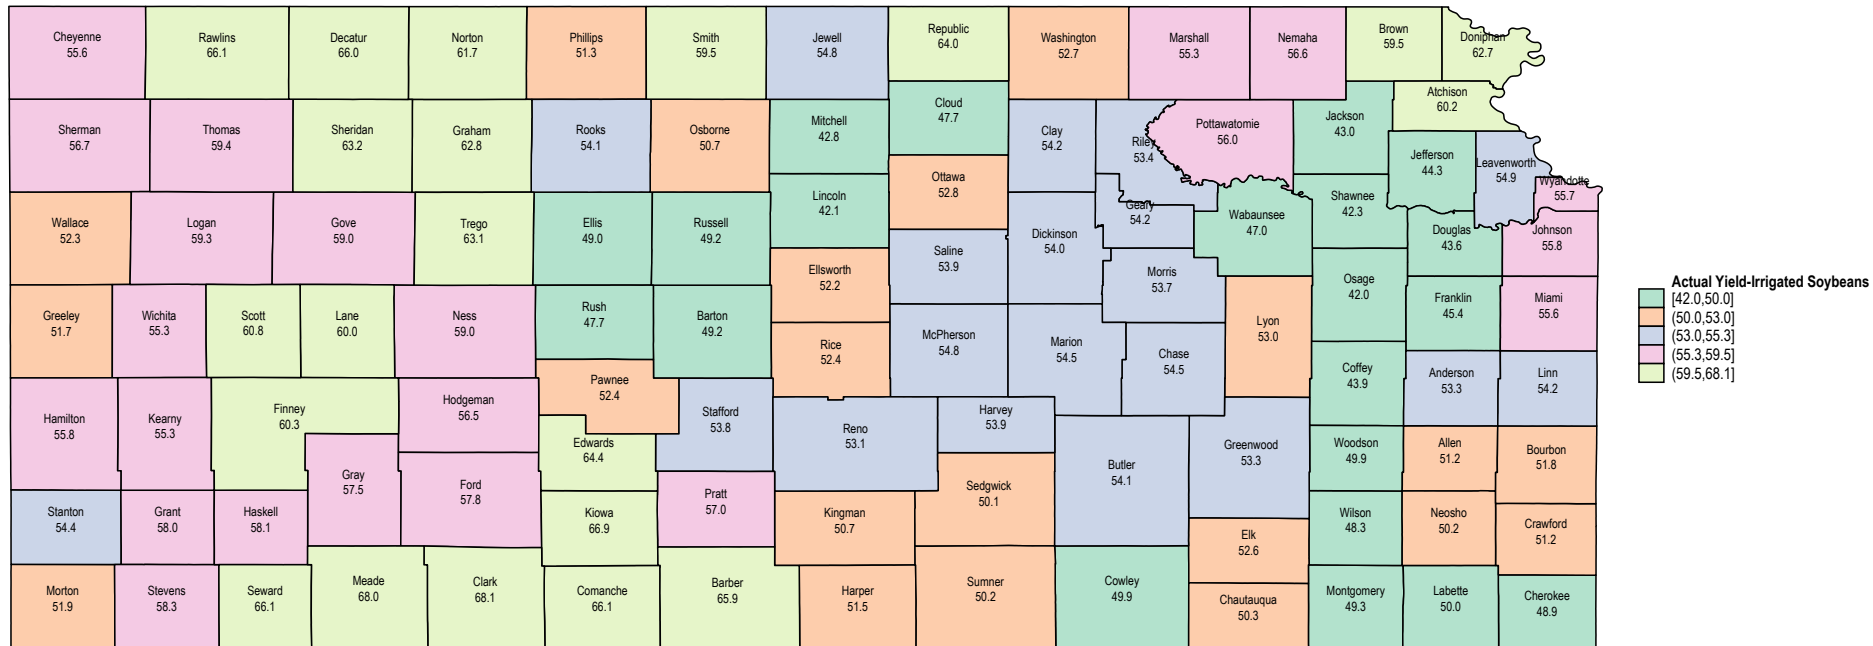 Cheyenne
55.6
Rawlins
66.1
Decatur
66.0
Norton
61.7
Phillips
51.3
Smith
59.5
Jewell
54.8
Republic
64.0
Washington
52.7
Marshall
55.3
Nemaha
56.6
Brown
59.5
Doniphan
62.7
Sherman
56.7
Thomas
59.4
Sheridan
63.2
Graham
62.8
Rooks
54.1
Osborne
50.7
Mitchell
42.8
Cloud
47.7
Clay
54.2
Riley
53.4
Pottawatomie
56.0
Jackson
43.0
Atchison
60.2
Jefferson
44.3
Leavenworth
54.9
Wyandotte
55.7
Wallace
52.3
Logan
59.3
Gove
59.0
Trego
63.1
Ellis
49.0
Russell
49.2
Lincoln
42.1
Ottawa
52.8
Saline
53.9
Dickinson
54.0
Geary
54.2
Wabaunsee
47.0
Shawnee
42.3
Douglas
43.6
Johnson
55.8
Greeley
51.7
Wichita
55.3
Scott
60.8
Lane
60.0
Ness
59.0
Rush
47.7
Barton
49.2
Ellsworth
52.2
Rice
52.4
McPherson
54.8
Marion
54.5
Morris
53.7
Chase
54.5
Lyon
53.0
Osage
42.0
Franklin
45.4
Miami
55.6
Coffey
43.9
Anderson
53.3
Linn
54.2
Hamilton
55.8
Kearny
55.3
Finney
60.3
Hodgeman
56.5
Pawnee
52.4
Stafford
53.8
Edwards
64.4
Reno
53.1
Harvey
53.9
Butler
54.1
Greenwood
53.3
Woodson
49.9
Allen
51.2
Bourbon
51.8
Gray
57.5
Ford
57.8
Pratt
57.0
Kiowa
66.9
Kingman
50.7
Sedgwick
50.1
Elk
52.6
Wilson
48.3
Neosho
50.2
Crawford
51.2
Stanton
54.4
Grant
58.0
Haskell
58.1
Morton
51.9
Stevens
58.3
Seward
66.1
Meade
68.0
Clark
68.1
Comanche
66.1
Barber
65.9
Harper
51.5
Sumner
50.2
Cowley
49.9
Chautauqua
50.3
Montgomery
49.3
Labette
50.0
Cherokee
48.9
Actual Yield-Irrigated Soybeans
[42.0,50.0]
(50.0,53.0]
(53.0,55.3]
(55.3,59.5]
(59.5,68.1]